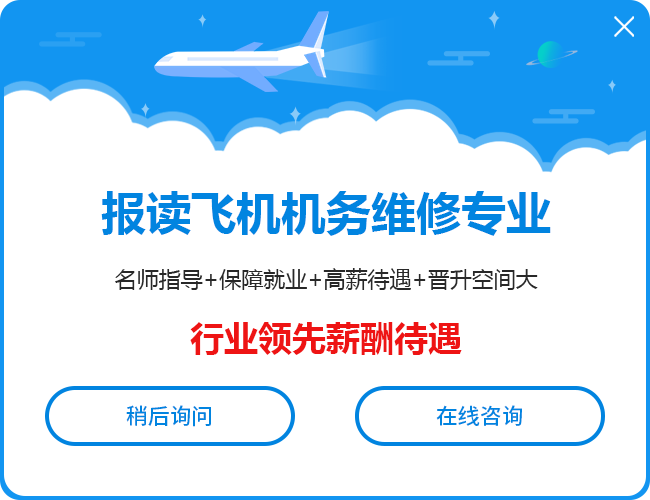 报读飞机机务维修专业
名师指导+保障就业+高薪待遇+晋升空间大
行业领先薪酬待遇
稍后询问
在线咨询